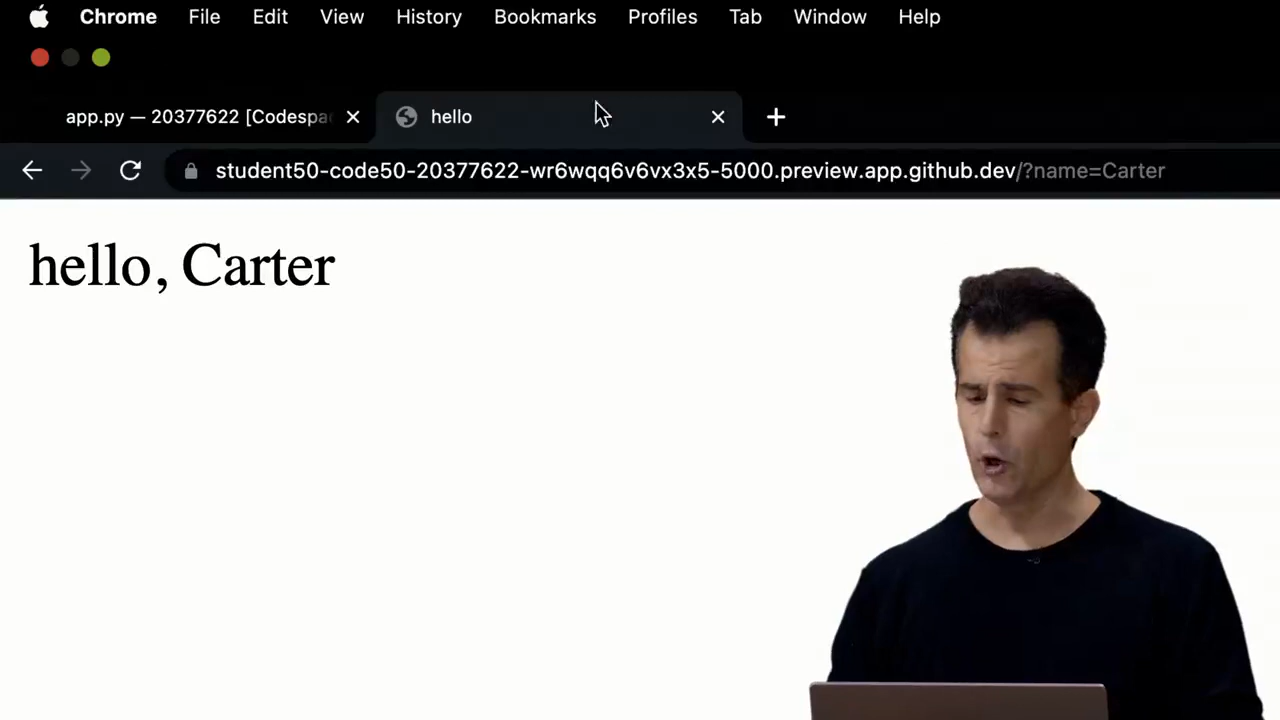 Chrome File Edit View History Bookmarks Profiles Tab Window Help
app.py — 20377622 [Codespa hello
student50-code50-20377622-wr6wqq6v6vx3x5-5000.preview.app.github.dev/?name=Carter
hello, Carter